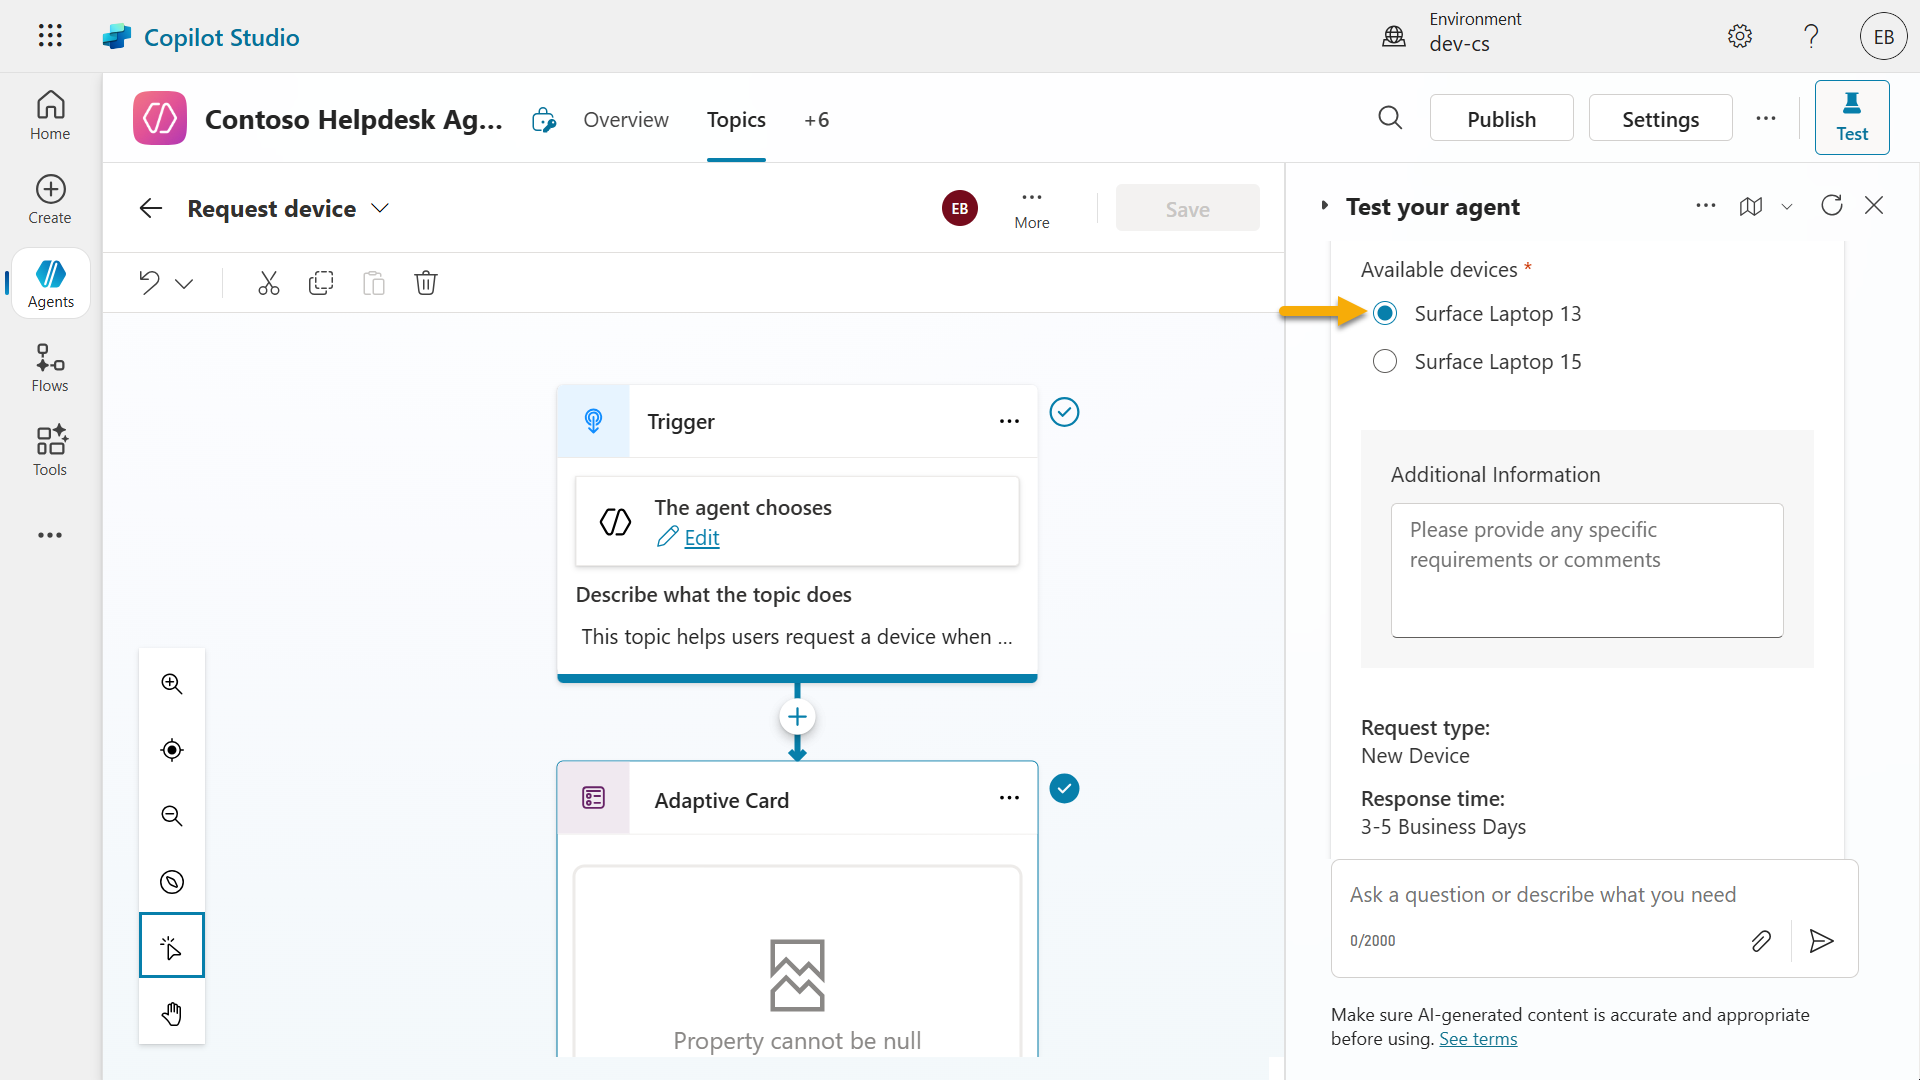 Copilot Studio
Environment
dev-cs
EB
Home
Create
Agents
Flows
Tools
Contoso Helpdesk Ag...
Overview
Topics
+6
Publish
Settings
Test
Request device
EB
More
Save
Trigger
The agent chooses
Edit
Describe what the topic does
This topic helps users request a device when ...
Adaptive Card
Property cannot be null
Test your agent
Available devices *
Surface Laptop 13
Surface Laptop 15
Additional Information
Please provide any specific
requirements or comments
Request type:
New Device
Response time:
3-5 Business Days
Ask a question or describe what you need
0/2000
Make sure AI-generated content is accurate and appropriate
before using. See terms